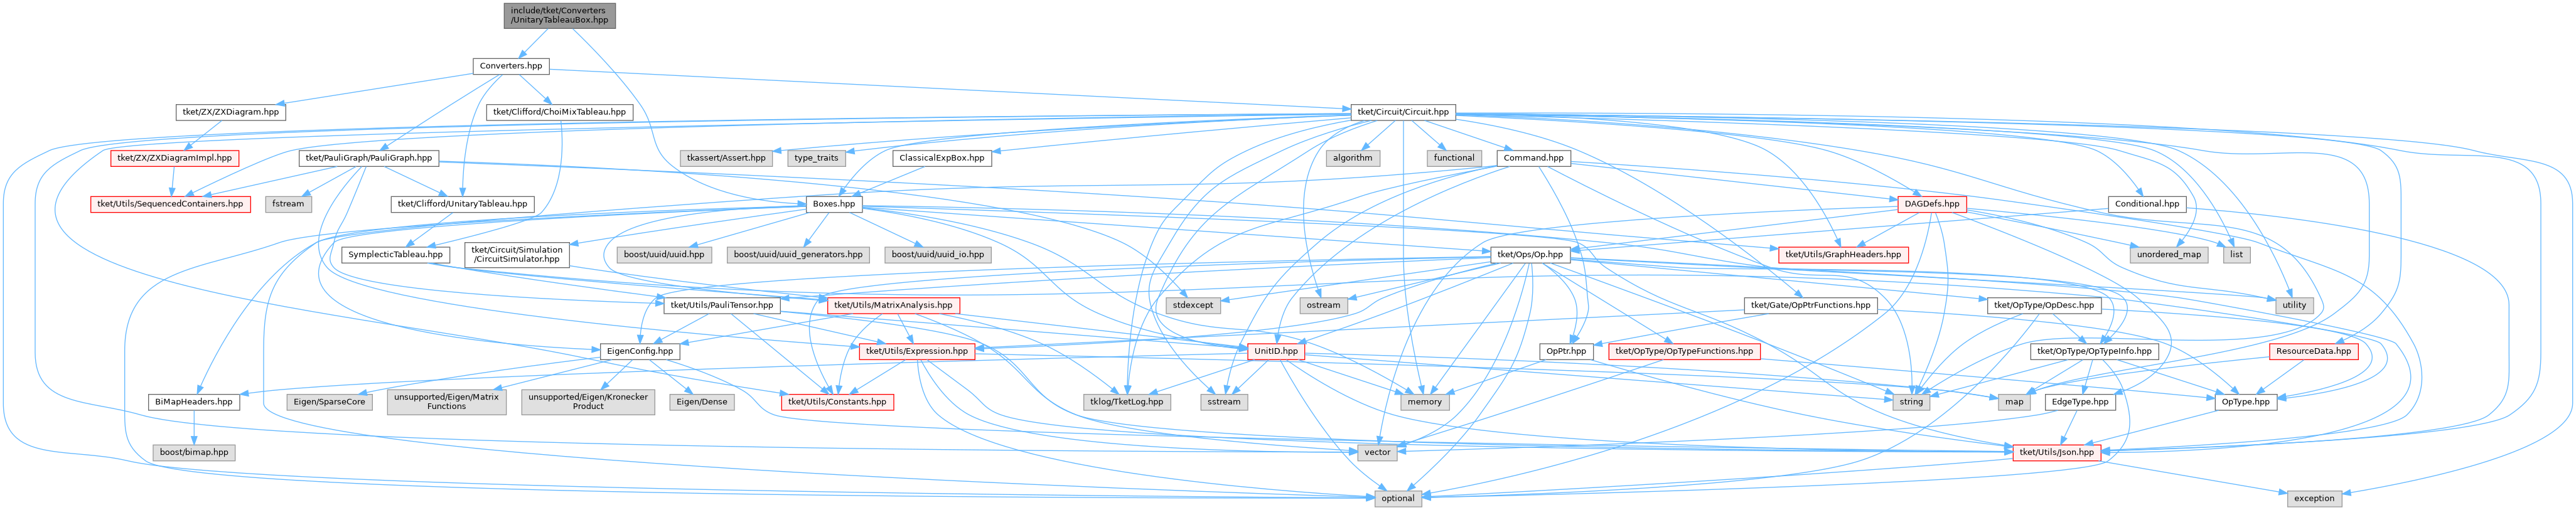 include/tket/Converters
/UnitaryTableauBox.hpp
Converters.hpp
tket/ZX/ZXDiagram.hpp
tket/Clifford/ChoiMixTableau.hpp
tket/Circuit/Circuit.hpp
tket/ZX/ZXDiagramImpl.hpp
tket/PauliGraph/PauliGraph.hpp
tkassert/Assert.hpp
type_traits
ClassicalExpBox.hpp
algorithm
functional
Command.hpp
tket/Utils/SequencedContainers.hpp
fstream
tket/Clifford/UnitaryTableau.hpp
Boxes.hpp
DAGDefs.hpp
Conditional.hpp
SymplecticTableau.hpp
tket/Circuit/Simulation
/CircuitSimulator.hpp
boost/uuid/uuid.hpp
boost/uuid/uuid_generators.hpp
boost/uuid/uuid_io.hpp
tket/Ops/Op.hpp
tket/Utils/GraphHeaders.hpp
unordered_map
list
tket/Utils/PauliTensor.hpp
tket/Utils/MatrixAnalysis.hpp
stdexcept
ostream
tket/Gate/OpPtrFunctions.hpp
tket/OpType/OpDesc.hpp
utility
EigenConfig.hpp
tket/Utils/Expression.hpp
UnitID.hpp
OpPtr.hpp
tket/OpType/OpTypeFunctions.hpp
tket/OpType/OpTypeInfo.hpp
ResourceData.hpp
BiMapHeaders.hpp
Eigen/SparseCore
unsupported/Eigen/Matrix
Functions
unsupported/Eigen/Kronecker
Product
Eigen/Dense
tket/Utils/Constants.hpp
tklog/TketLog.hpp
sstream
memory
string
map
EdgeType.hpp
OpType.hpp
boost/bimap.hpp
vector
tket/Utils/Json.hpp
optional
exception